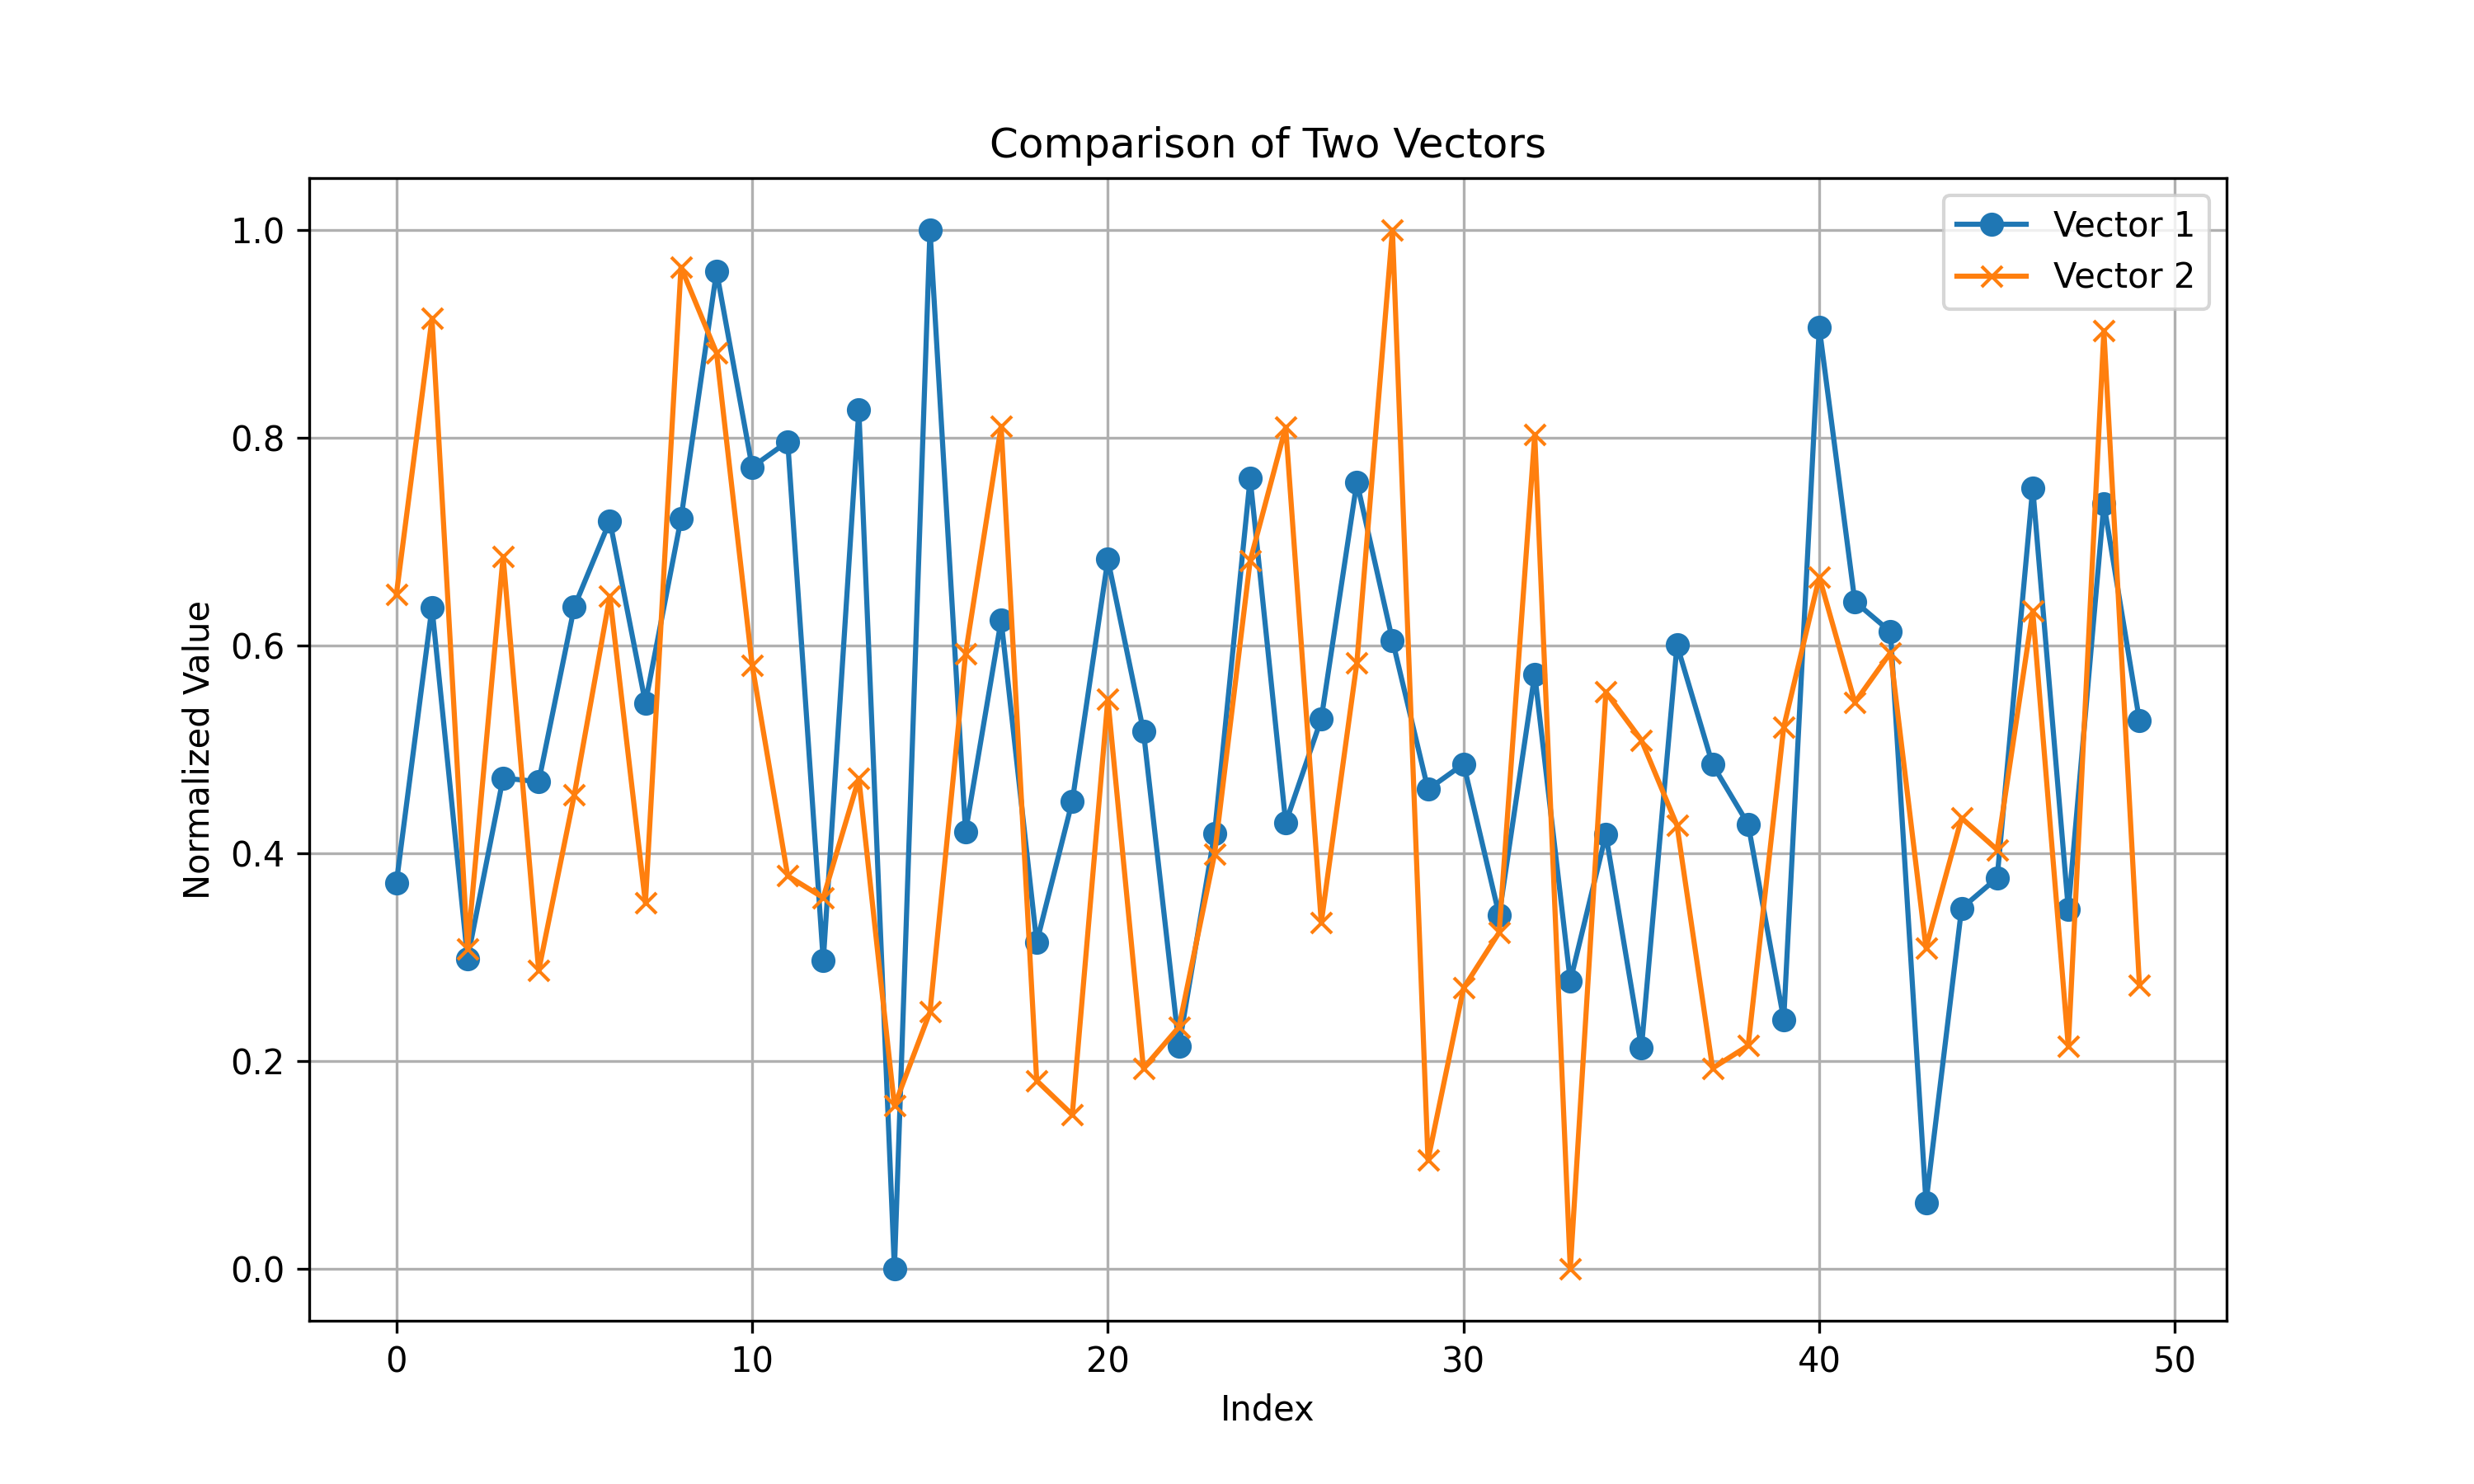 Comparison of Two Vectors
Vector 1
Vector 2
Normalized Value
1.0
0.8
0.6
0.4
0.2
0.0
0 10 20 30 40 50
Index